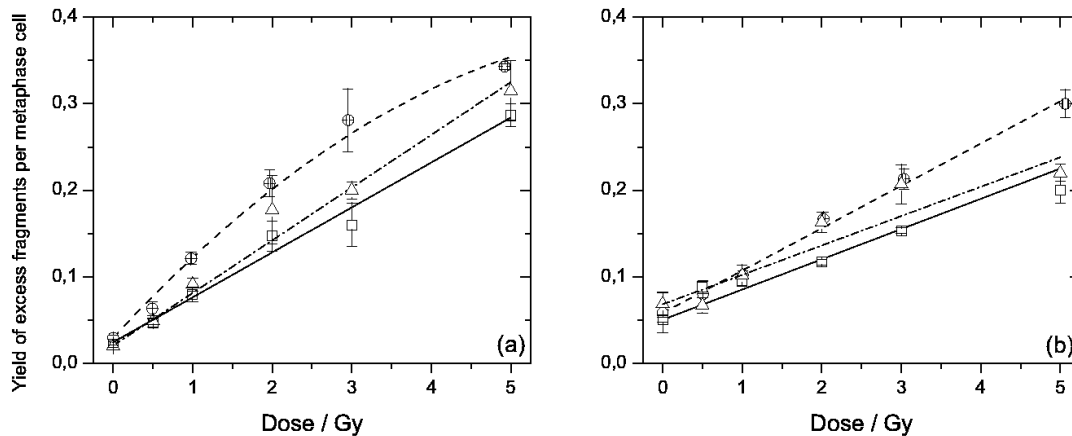 Yield of excess fragments per metaphase cell
0,4
0,3
0,2
0,1
0,0
(a)
0 1 2 3 4 5
Dose / Gy
0,4
0,3
0,2
0,1
0,0
(b)
0 1 2 3 4 5
Dose / Gy